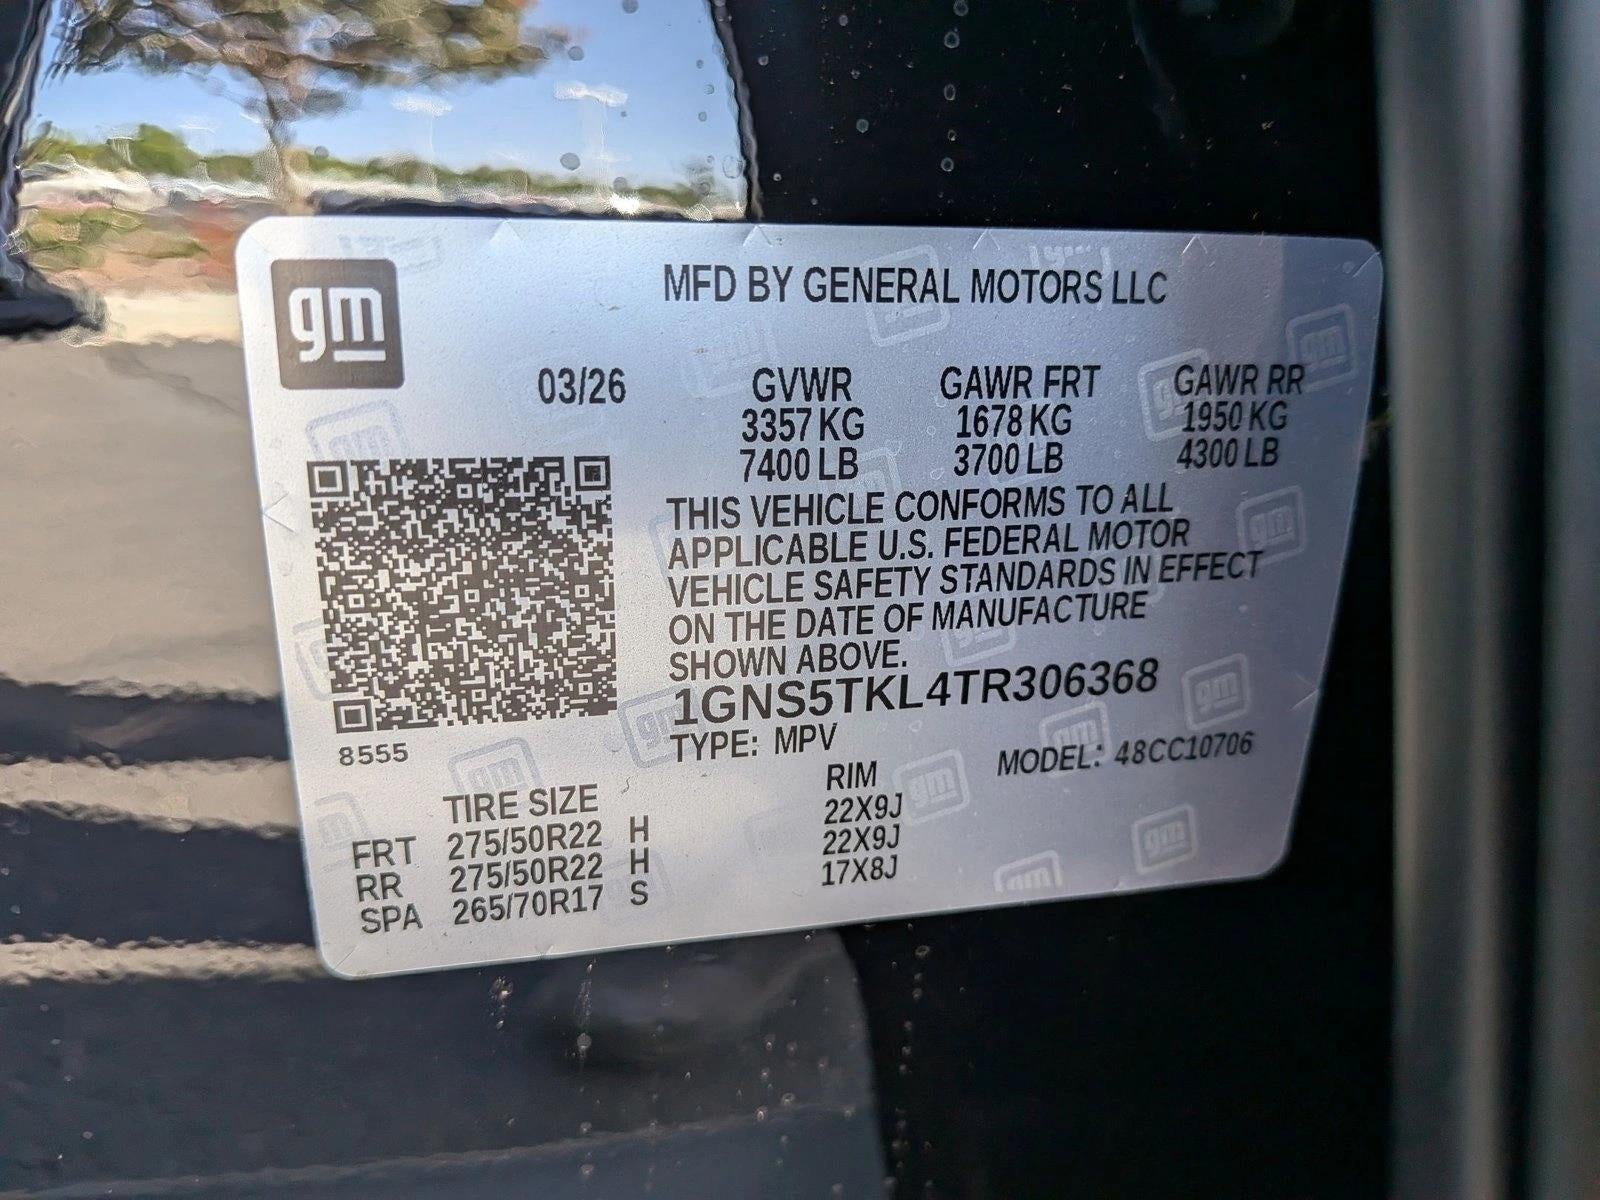 gm
MFD BY GENERAL MOTORS LLC
03/26 GVWR GAWR FRT GAWR RR
3357 KG 1678 KG 1950 KG
7400 LB 3700 LB 4300 LB
THIS VEHICLE CONFORMS TO ALL
APPLICABLE U.S. FEDERAL MOTOR
VEHICLE SAFETY STANDARDS IN EFFECT
ON THE DATE OF MANUFACTURE
SHOWN ABOVE.
1GNS5TKL4TR306368
8555
TYPE: MPV MODEL: 48CC10706
TIRE SIZE RIM
FRT 275/50R22 H 22X9J
RR 275/50R22 H 22X9J
SPA 265/70R17 S 17X8J